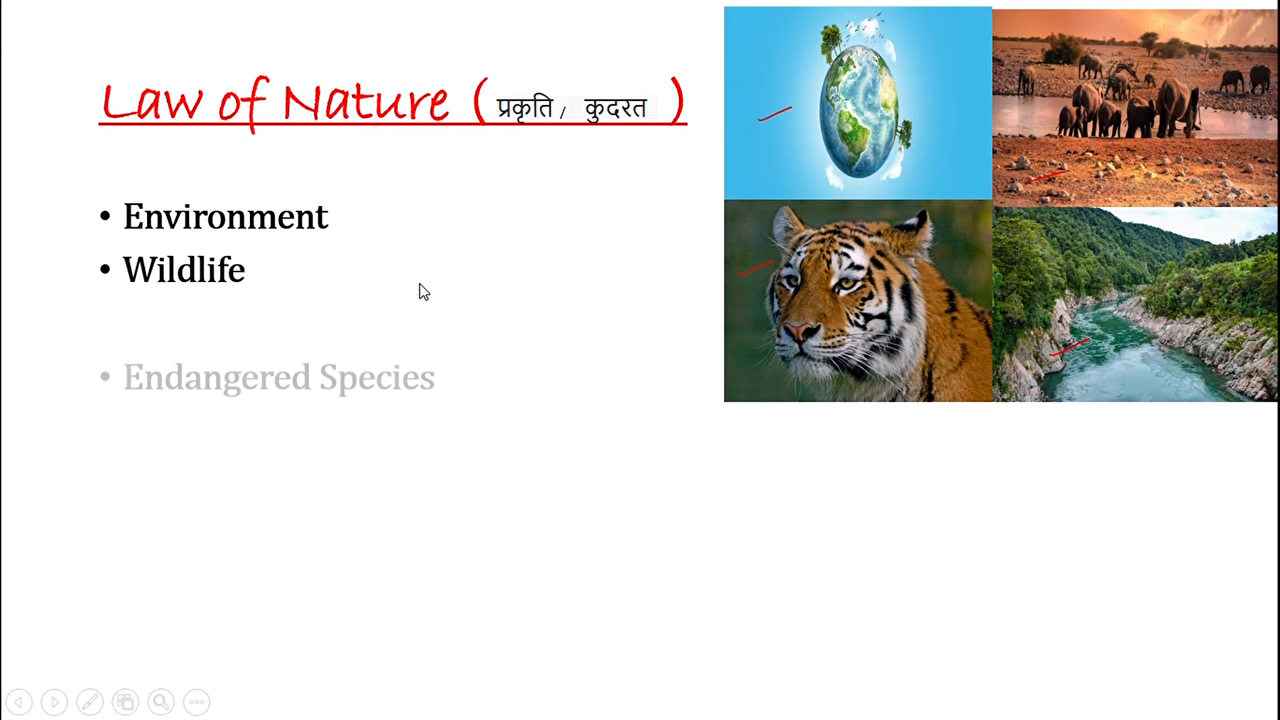 Law of Nature ( प्रकृति / कुदरत )
• Environment
• Wildlife
• Endangered Species